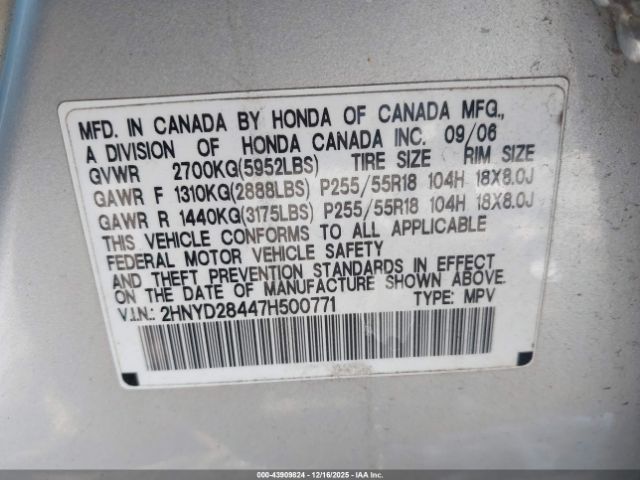 MFD. IN CANADA BY HONDA OF CANADA MFG.,
A DIVISION OF HONDA CANADA INC. 09/06
GVWR 2700KG(5952LBS) TIRE SIZE RIM SIZE
GAWR F 1310KG(2888LBS) P255/55R18 104H 18X8.0J
GAWR R 1440KG(3175LBS) P255/55R18 104H 18X8.0J
THIS VEHICLE CONFORMS TO ALL APPLICABLE
FEDERAL MOTOR VEHICLE SAFETY
AND THEFT PREVENTION STANDARDS IN EFFECT
ON THE DATE OF MANUFACTURE SHOWN ABOVE.
V.I.N.: 2HNYD28447H500771 TYPE: MPV
000-43909824 | 12/16/2025 - Copyright © IAA